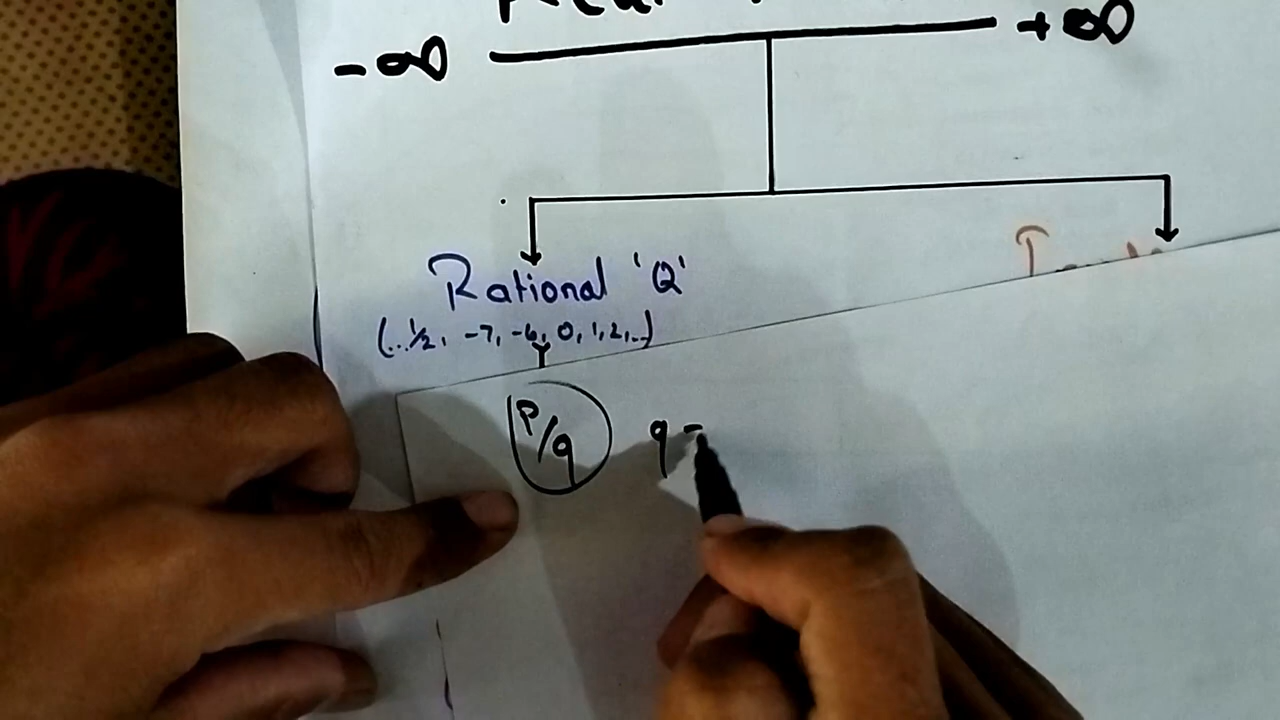 -∞ +∞
Rational 'Q'
(..1/2, -7, -6, 0, 1, 2, ..)
P/q q =